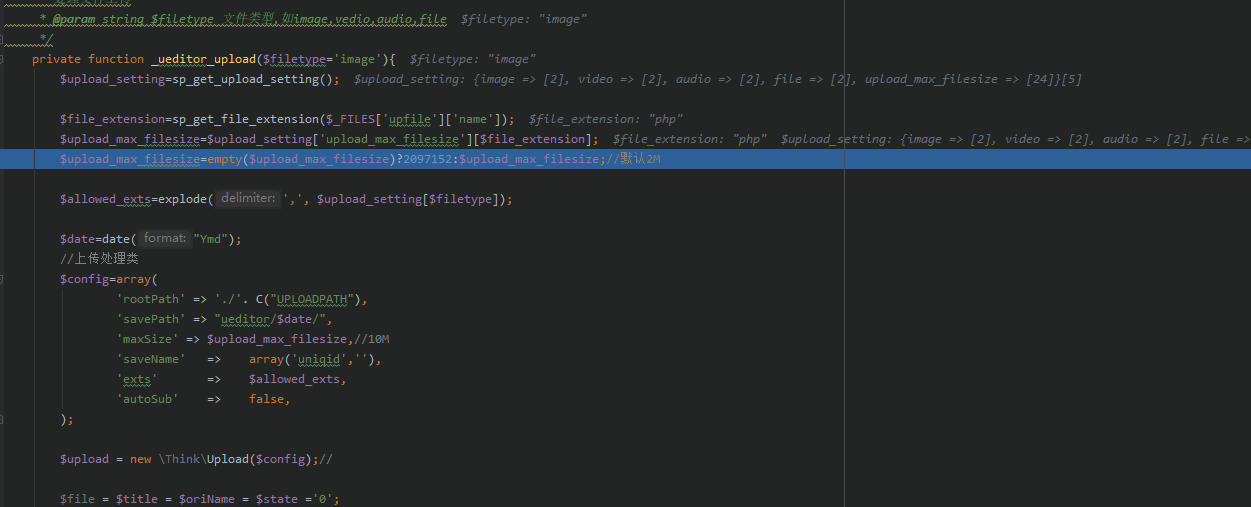 * @param string $filetype 文件类型,如image,vedio,audio,file $filetype: "image"
*/
private function _ueditor_upload($filetype='image'){ $filetype: "image"
$upload_setting=sp_get_upload_setting(); $upload_setting: {image => [2], video => [2], audio => [2], file => [2], upload_max_filesize => [24]}[5]
$file_extension=sp_get_file_extension($_FILES['upfile']['name']); $file_extension: "php"
$upload_max_filesize=$upload_setting['upload_max_filesize'][$file_extension]; $file_extension: "php" $upload_setting: {image => [2], video => [2], audio => [2], file =>
$upload_max_filesize=empty($upload_max_filesize)?2097152:$upload_max_filesize;//默认2M
$allowed_exts=explode( delimiter: ',', $upload_setting[$filetype]);
$date=date( format: "Ymd");
//上传处理类
$config=array(
'rootPath' => './'. C("UPLOADPATH"),
'savePath' => "ueditor/$date/",
'maxSize' => $upload_max_filesize,//10M
'saveName' => array('uniqid',''),
'exts' => $allowed_exts,
'autoSub' => false,
);
$upload = new \Think\Upload($config);//
$file = $title = $oriName = $state ='0';